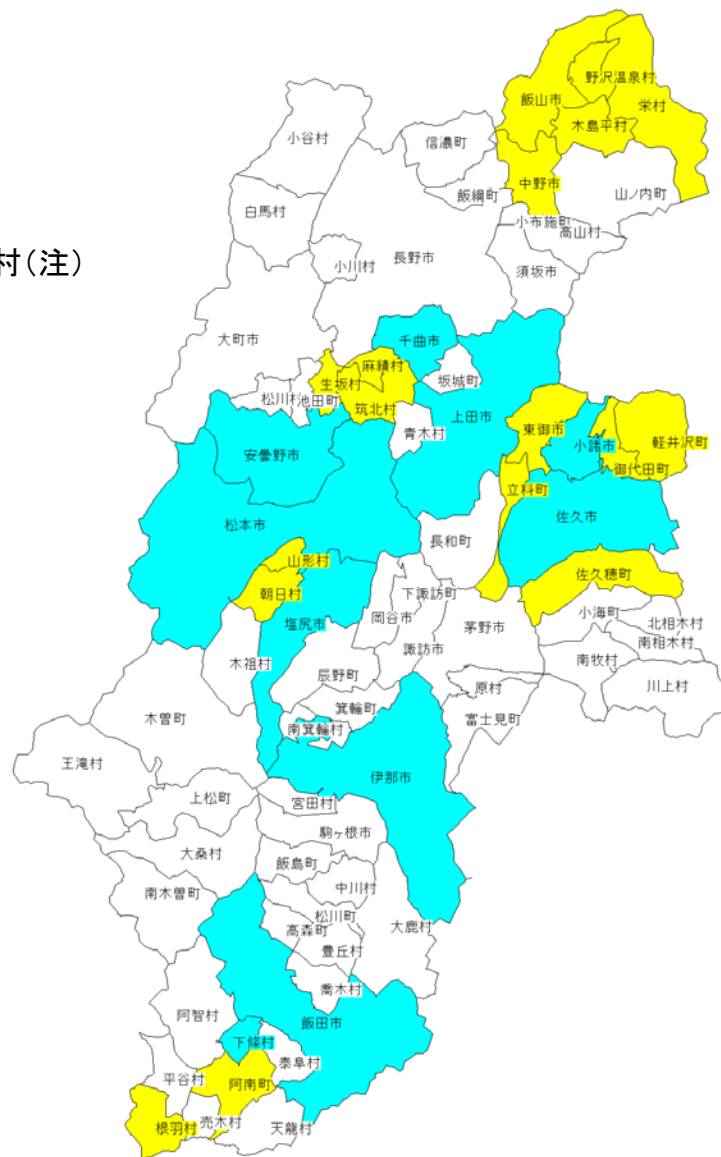 野沢温泉村
飯山市
栄村
木島平村
小谷村
信濃町
中野市
飯綱町
山ノ内町
白馬村
小布施町
高山村
村(注)
小川村
長野市
須坂市
大町市
千曲市
麻績村
生坂村
坂城町
松川村
池田町
筑北村
上田市
青木村
東御市
軽井沢町
小諸市
安曇野市
御代田町
立科町
佐久市
松本市
長和町
山形村
佐久穂町
朝日村
下諏訪町
小海町
塩尻市
岡谷市
茅野市
北相木村
南相木村
木祖村
諏訪市
南牧村
辰野町
川上村
原村
箕輪町
木曽町
富士見町
南箕輪村
王滝村
伊那市
上松町
宮田村
駒ヶ根市
大桑村
飯島町
南木曽町
中川村
松川町
高森町
大鹿村
豊丘村
喬木村
阿智村
飯田市
下條村
泰阜村
平谷村
阿南町
売木村
根羽村
天龍村